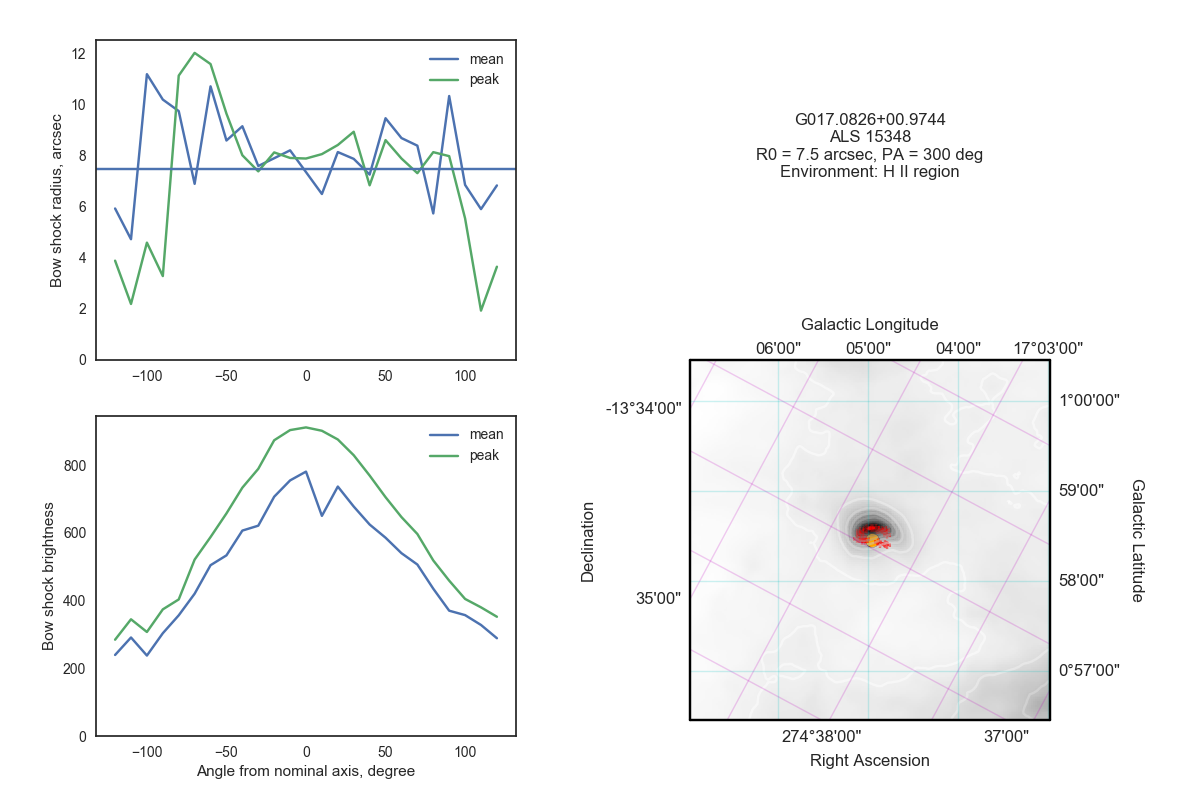 12
10
8
6
4
2
0
Bow shock radius, arcsec
mean
peak
−100
−50
0
50
100
G017.0826+00.9744
ALS 15348
R0 = 7.5 arcsec, PA = 300 deg
Environment: H II region
800
600
400
200
0
Bow shock brightness
mean
peak
−100
−50
0
50
100
Angle from nominal axis, degree
Galactic Longitude
06'00"
05'00"
04'00"
17°03'00"
-13°34'00"
35'00"
Declination
1°00'00"
59'00"
58'00"
0°57'00"
Galactic Latitude
274°38'00"
37'00"
Right Ascension